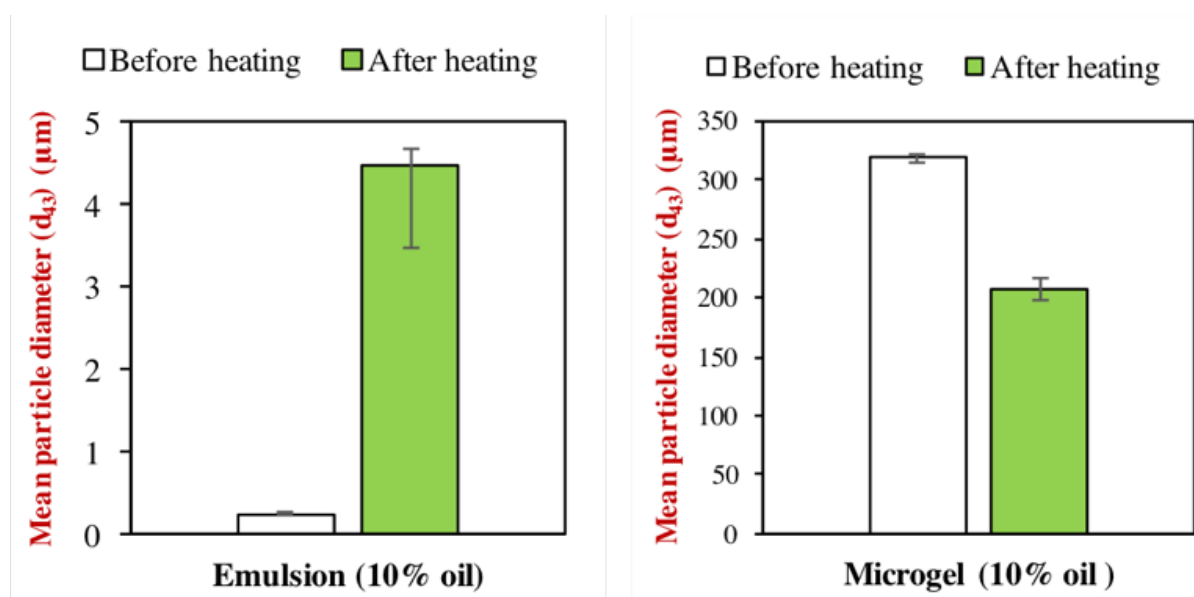 Before heating After heating
Mean particle diameter (d₄₃) (µm)
5
4
3
2
1
0
Emulsion (10% oil)
Before heating After heating
Mean particle diameter (d₄₃) (µm)
350
300
250
200
150
100
50
0
Microgel (10% oil )